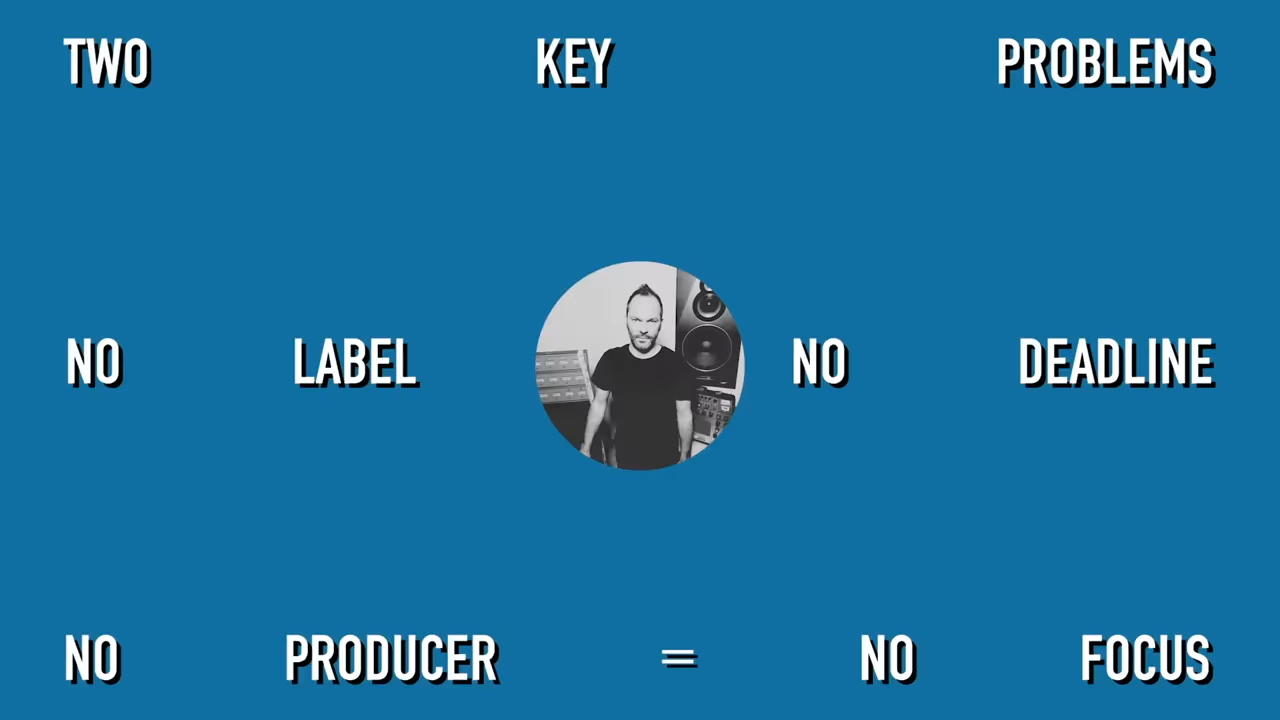 TWO KEY PROBLEMS
NO LABEL NO DEADLINE
NO PRODUCER = NO FOCUS